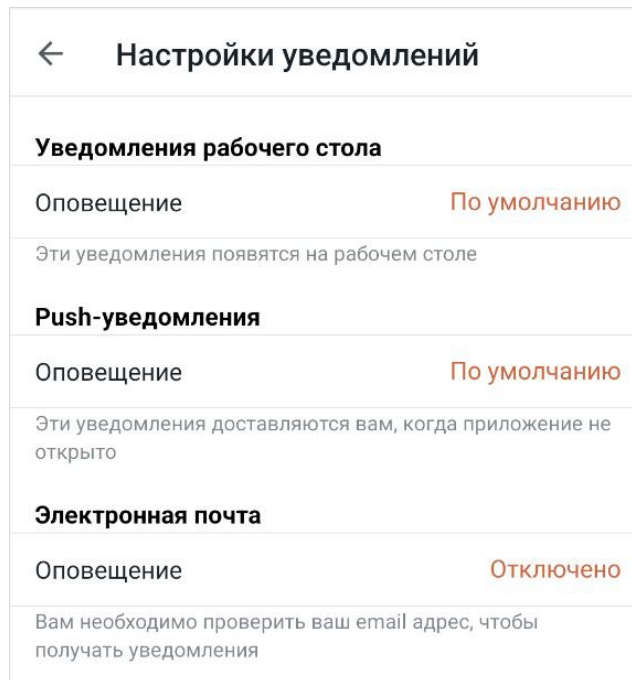 Настройки уведомлений
Уведомления рабочего стола
Оповещение По умолчанию
Эти уведомления появятся на рабочем столе
Push-уведомления
Оповещение По умолчанию
Эти уведомления доставляются вам, когда приложение не
открыто
Электронная почта
Оповещение Отключено
Вам необходимо проверить ваш email адрес, чтобы
получать уведомления